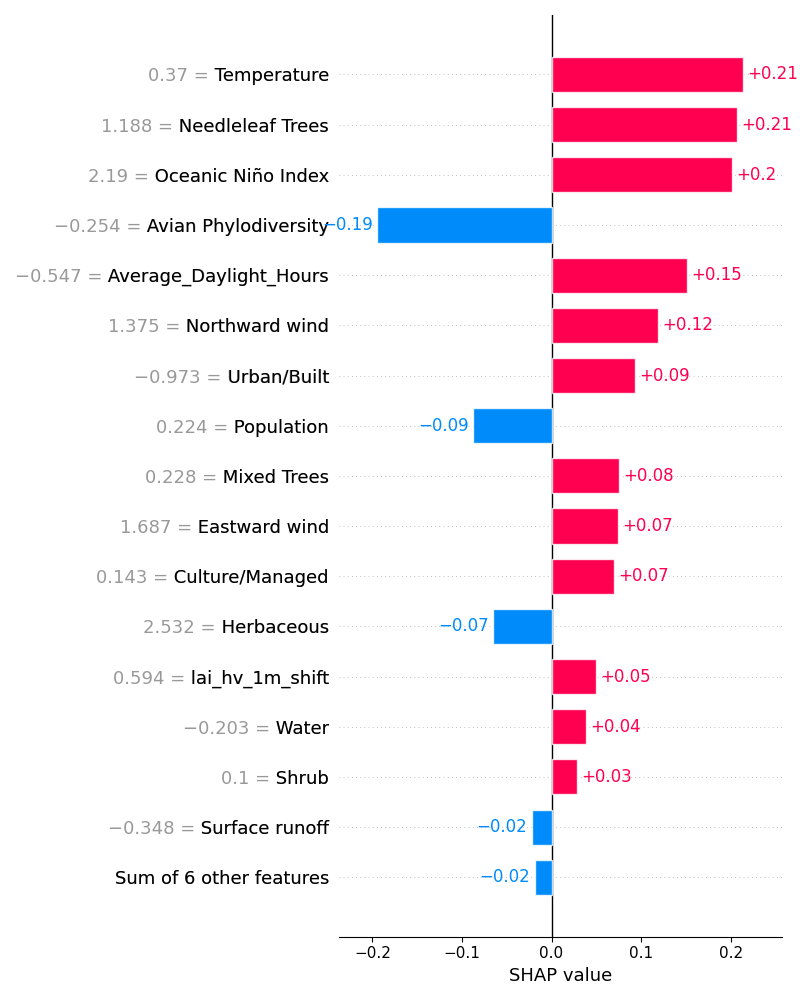 0.37 = Temperature +0.21
1.188 = Needleleaf Trees +0.21
2.19 = Oceanic Niño Index +0.2
−0.254 = Avian Phylodiversity −0.19
−0.547 = Average_Daylight_Hours +0.15
1.375 = Northward wind +0.12
−0.973 = Urban/Built +0.09
0.224 = Population −0.09
0.228 = Mixed Trees +0.08
1.687 = Eastward wind +0.07
0.143 = Culture/Managed +0.07
2.532 = Herbaceous −0.07
0.594 = lai_hv_1m_shift +0.05
−0.203 = Water +0.04
0.1 = Shrub +0.03
−0.348 = Surface runoff −0.02
Sum of 6 other features −0.02
−0.2 −0.1 0.0 0.1 0.2
SHAP value